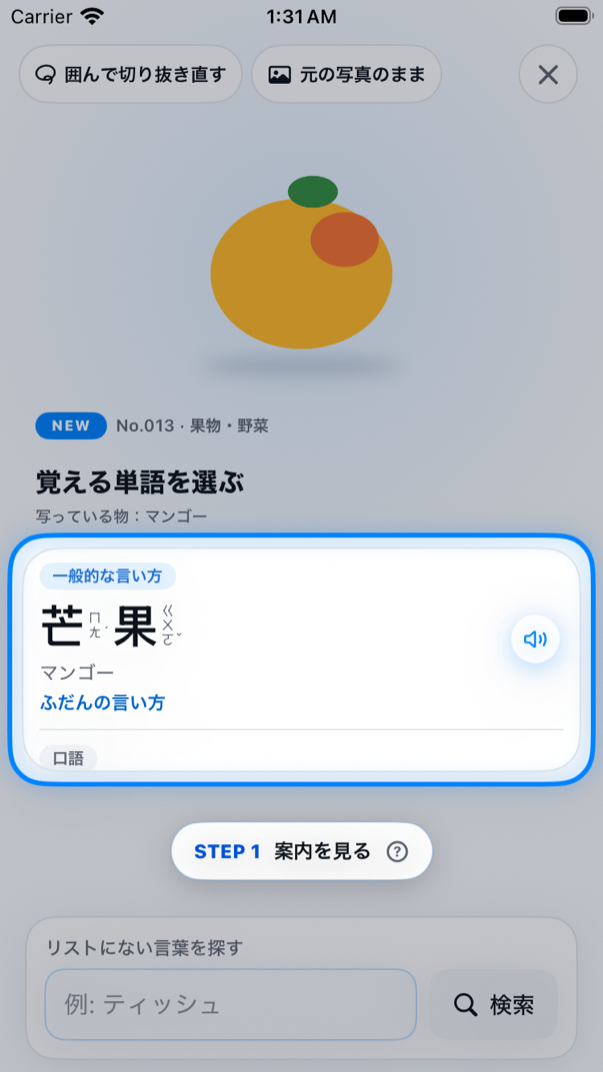 Carrier 1:31 AM
囲んで切り抜き直す 元の写真のまま
NEW No.013・果物・野菜
覚える単語を選ぶ
写っている物：マンゴー
一般的な言い方
芒ㄇㄤˊ果ㄍㄨㄛˇ
マンゴー
ふだんの言い方
口語
STEP 1 案内を見る ?
リストにない言葉を探す
例: ティッシュ 検索